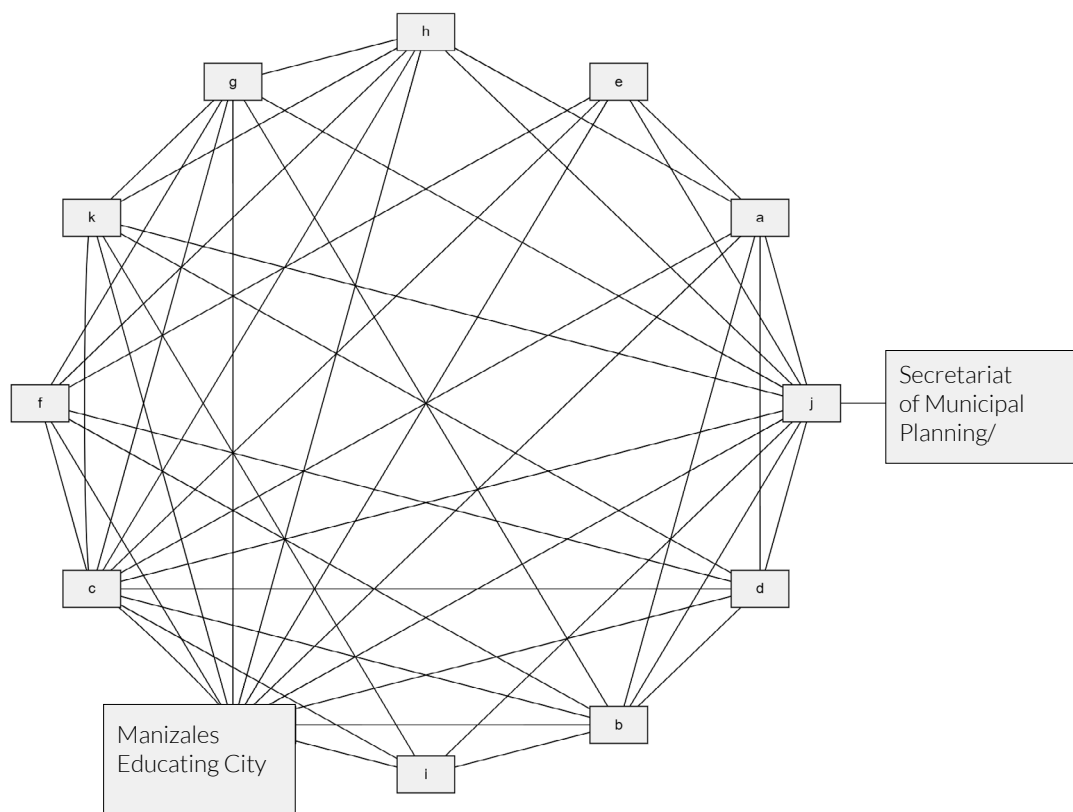 h
g
e
k
a
f
j
Secretariat
of Municipal
Planning/
c
d
Manizales
Educating City
b
i